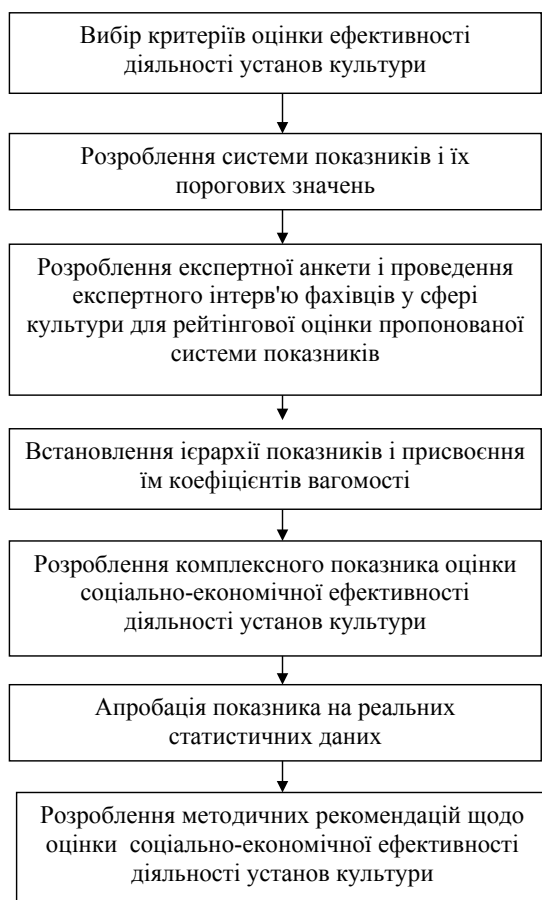 Вибір критеріїв оцінки ефективності
діяльності установ культури
Розроблення системи показників і їх
порогових значень
Розроблення експертної анкети і проведення
експертного інтерв'ю фахівців у сфері
культури для рейтінгової оцінки пропонованої
системи показників
Встановлення ієрархії показників і присвоєння
їм коефіцієнтів вагомості
Розроблення комплексного показника оцінки
соціально-економічної ефективності
діяльності установ культури
Апробація показника на реальних
статистичних даних
Розроблення методичних рекомендацій щодо
оцінки соціально-економічної ефективності
діяльності установ культури